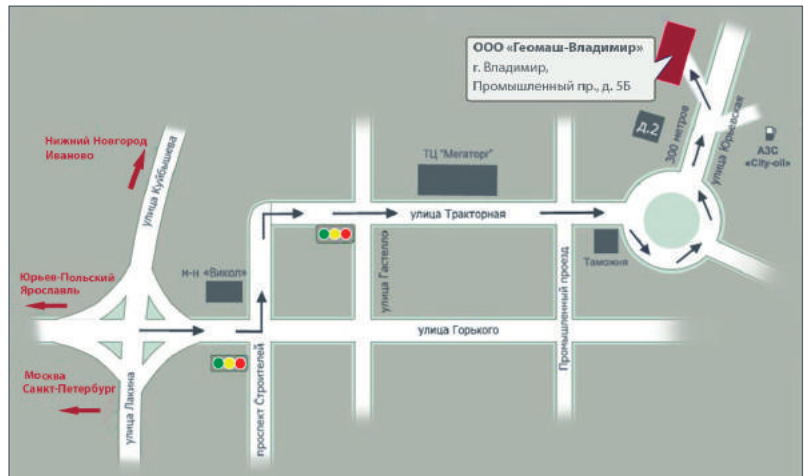 ООО «Геомаш-Владимир»
г. Владимир,
Промышленный пр., д. 5Б
Нижний Новгород
Иваново
улица Куйбышева
ТЦ "Мегаторг"
д.2
300 метров
улица Юрьевская
АЗС
«City-oil»
улица Тракторная
Юрьев-Польский
Ярославль
м-н «Викол»
улица Гастелло
Таможня
Промышленный проезд
улица Горького
Москва
Санкт-Петербург
улица Лакина
проспект Строителей